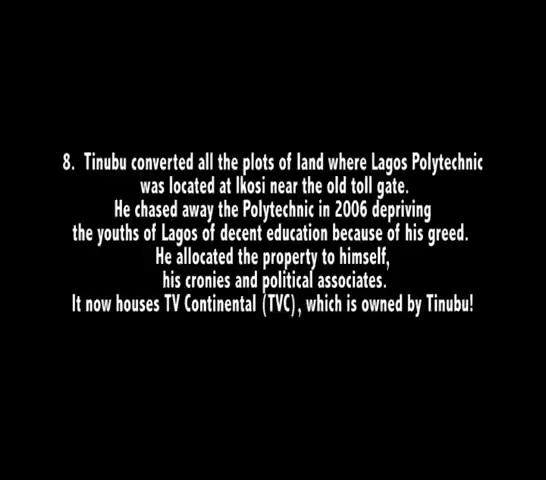 8. Tinubu converted all the plots of land where Lagos Polytechnic
was located at Ikosi near the old toll gate.
He chased away the Polytechnic in 2006 depriving
the youths of Lagos of decent education because of his greed.
He allocated the property to himself,
his cronies and political associates.
It now houses TV Continental (TVC), which is owned by Tinubu!